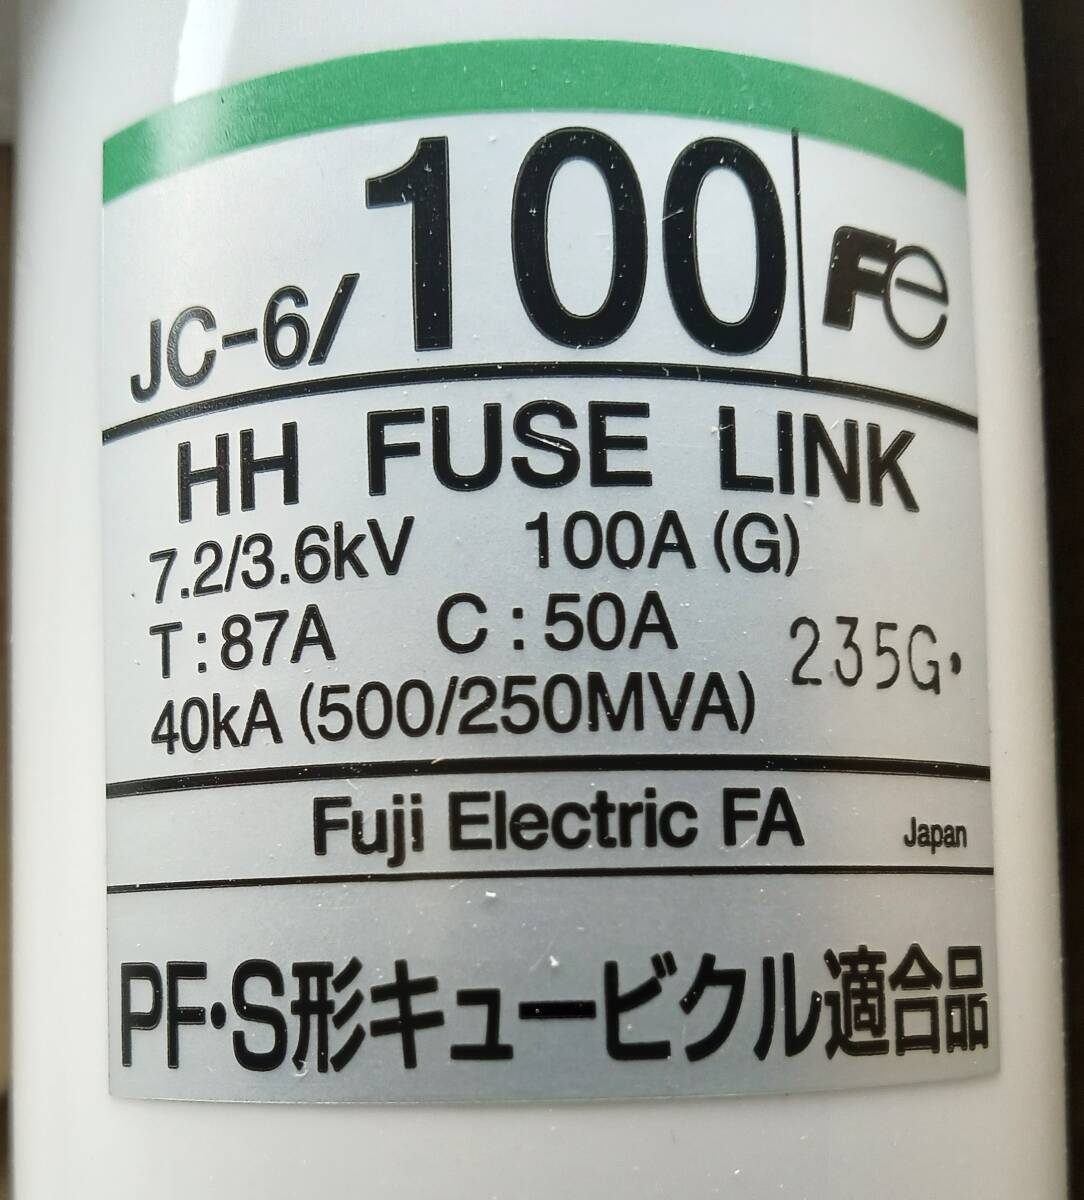 JC-6/100 Fe
HH FUSE LINK
7.2/3.6kV 100A (G)
T : 87A C : 50A 235G.
40kA (500/250MVA)
Fuji Electric FA Japan
PF・S形キュービクル適合品